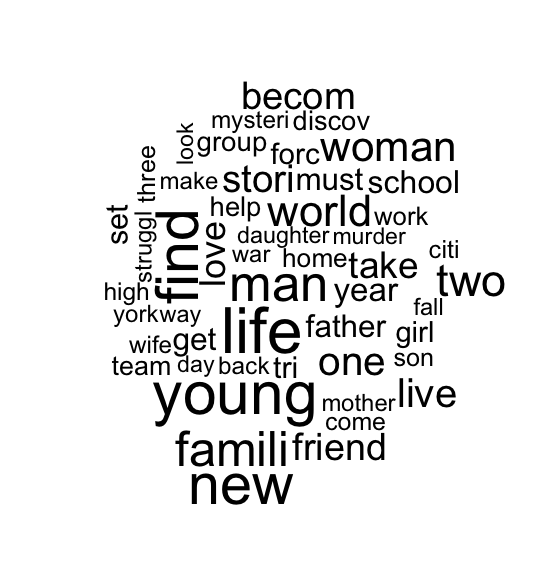 becom
mysteri discov
look group forc woman
three make stori must school
set struggl find love help world work
daughter murder
war home take citi
high man year two
york way life father fall
wife get girl
team day back tri one son
young mother live
come
famili friend
new